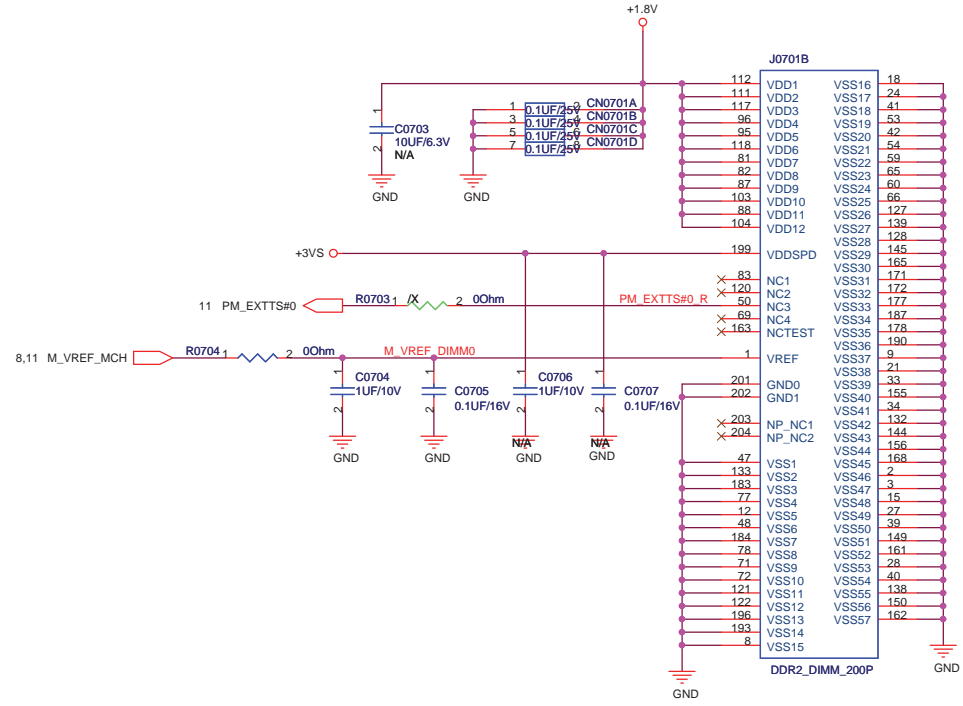 +1.8V
J0701B
112 VDD1 VSS16 18
111 VDD2 VSS17 24
117 VDD3 VSS18 41
96 VDD4 VSS19 53
95 VDD5 VSS20 42
118 VDD6 VSS21 54
81 VDD7 VSS22 59
82 VDD8 VSS23 65
87 VDD9 VSS24 60
103 VDD10 VSS25 66
88 VDD11 VSS26 127
104 VDD12 VSS27 139
VSS28 128
199 VDDSPD VSS29 145
VSS30 165
83 NC1 VSS31 171
120 NC2 VSS32 172
50 NC3 VSS33 177
69 NC4 VSS34 187
163 NCTEST VSS35 178
VSS36 190
1 VREF VSS37 9
VSS38 21
201 GND0 VSS39 33
202 GND1 VSS40 155
VSS41 34
203 NP_NC1 VSS42 132
204 NP_NC2 VSS43 144
VSS44 156
47 VSS1 VSS45 168
133 VSS2 VSS46 2
183 VSS3 VSS47 3
77 VSS4 VSS48 15
12 VSS5 VSS49 27
48 VSS6 VSS50 39
184 VSS7 VSS51 149
78 VSS8 VSS52 161
71 VSS9 VSS53 28
72 VSS10 VSS54 40
121 VSS11 VSS55 138
122 VSS12 VSS56 150
196 VSS13 VSS57 162
193 VSS14
8 VSS15
DDR2_DIMM_200P
GND
GND
1
C0703
10UF/6.3V
2
N/A
GND
1 0.1UF/25V 2 CN0701A
3 0.1UF/25V 4 CN0701B
5 0.1UF/25V 6 CN0701C
7 0.1UF/25V 8 CN0701D
GND
+3VS
11 PM_EXTTS#0 R0703 1 /X 2 0Ohm PM_EXTTS#0_R
8,11 M_VREF_MCH R0704 1 2 0Ohm M_VREF_DIMM0
1
C0704
1UF/10V
2
GND
1
C0705
0.1UF/16V
2
GND
1
C0706
1UF/10V
2
N/A
GND
1
C0707
0.1UF/16V
2
N/A
GND